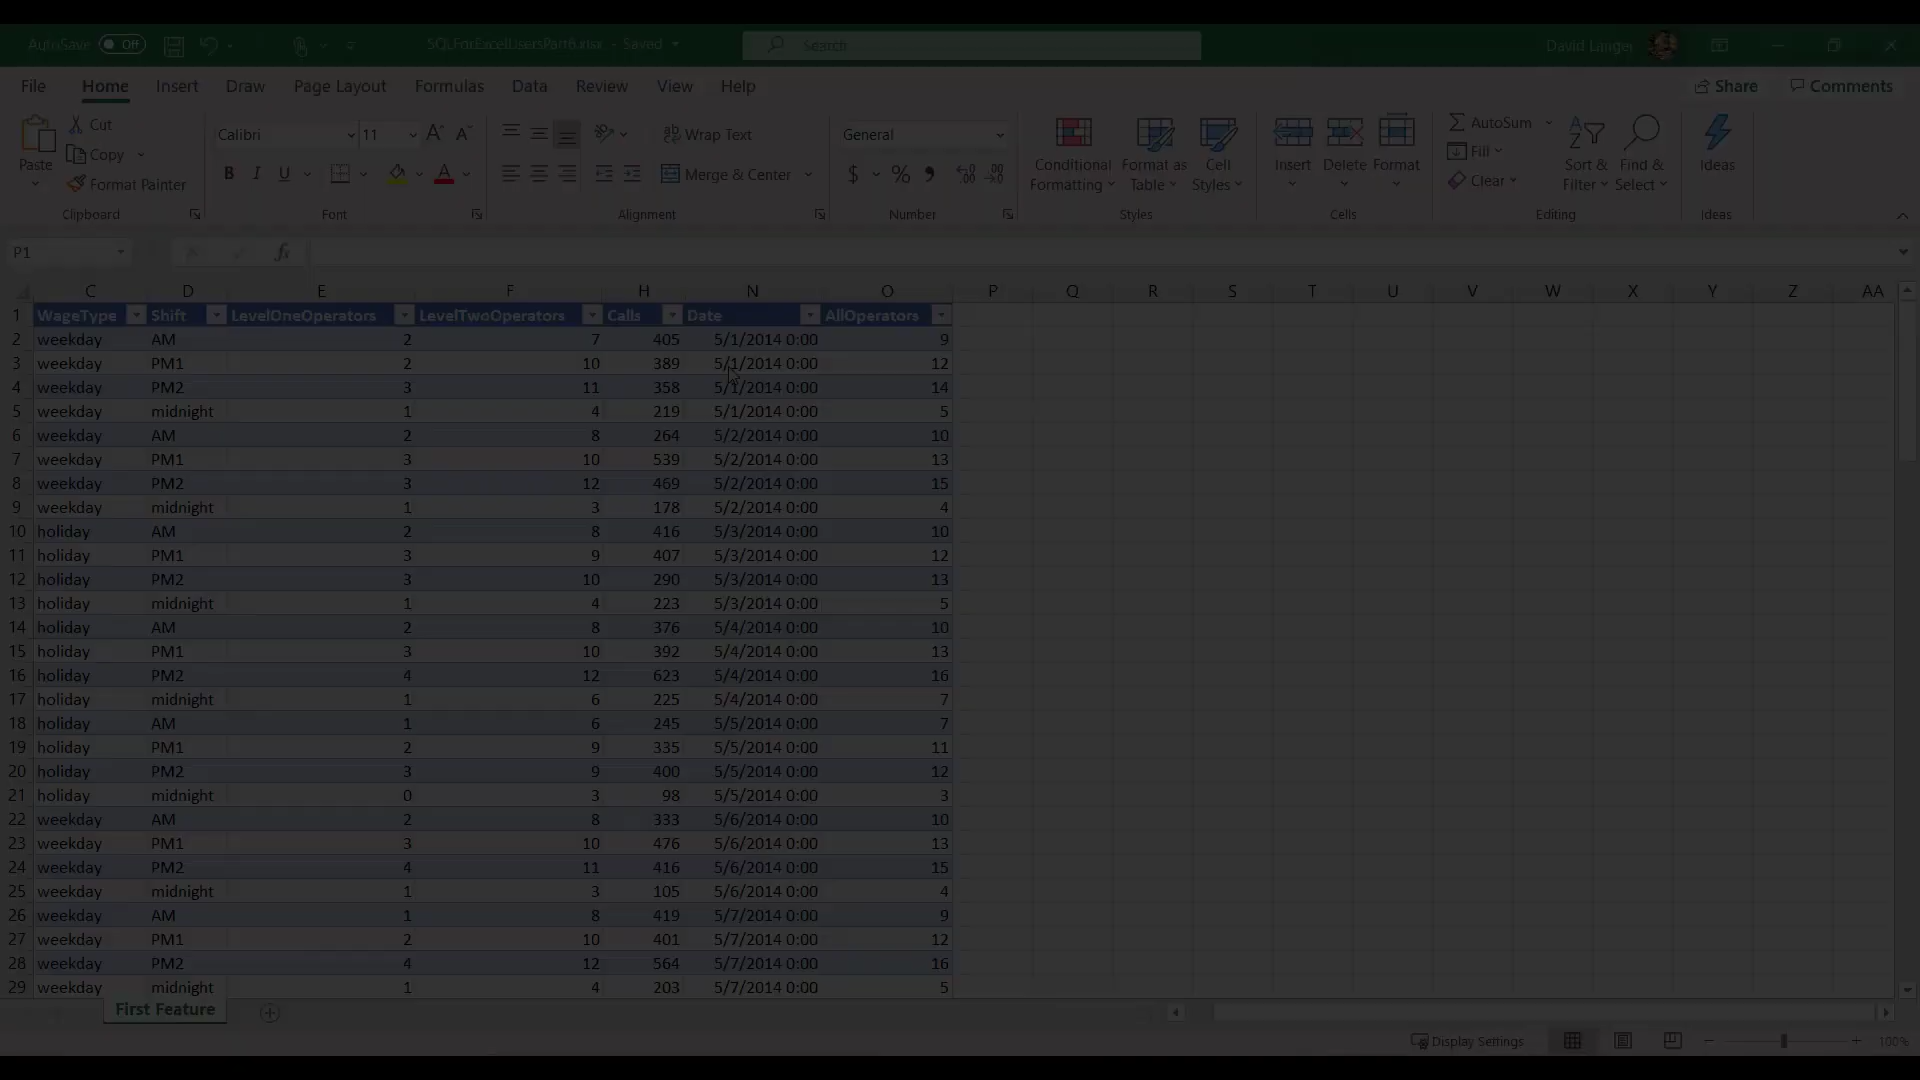 AutoSave Off SQLForExcelUsersPart6.xlsx - Saved Search David Langer
File Home Insert Draw Page Layout Formulas Data Review View Help Share Comments
Paste Cut Copy Format Painter Clipboard
Calibri 11 B I U A Font
Wrap Text Merge & Center Alignment
General $ % Number
Conditional Formatting Format as Table Cell Styles Styles
Insert Delete Format Cells
AutoSum Fill Clear Sort & Filter Find & Select Editing
Ideas Ideas
P1 fx
C D E F H N O P Q R S T U V W X Y Z AA
1 WageType Shift LevelOneOperators LevelTwoOperators Calls Date AllOperators
2 weekday AM 2 7 405 5/1/2014 0:00 9
3 weekday PM1 2 10 389 5/1/2014 0:00 12
4 weekday PM2 3 11 358 5/1/2014 0:00 14
5 weekday midnight 1 4 219 5/1/2014 0:00 5
6 weekday AM 2 8 264 5/2/2014 0:00 10
7 weekday PM1 3 10 539 5/2/2014 0:00 13
8 weekday PM2 3 12 469 5/2/2014 0:00 15
9 weekday midnight 1 3 178 5/2/2014 0:00 4
10 holiday AM 2 8 416 5/3/2014 0:00 10
11 holiday PM1 3 9 407 5/3/2014 0:00 12
12 holiday PM2 3 10 290 5/3/2014 0:00 13
13 holiday midnight 1 4 223 5/3/2014 0:00 5
14 holiday AM 2 8 376 5/4/2014 0:00 10
15 holiday PM1 3 10 392 5/4/2014 0:00 13
16 holiday PM2 4 12 623 5/4/2014 0:00 16
17 holiday midnight 1 6 225 5/4/2014 0:00 7
18 holiday AM 1 6 245 5/5/2014 0:00 7
19 holiday PM1 2 9 335 5/5/2014 0:00 11
20 holiday PM2 3 9 400 5/5/2014 0:00 12
21 holiday midnight 0 3 98 5/5/2014 0:00 3
22 weekday AM 2 8 333 5/6/2014 0:00 10
23 weekday PM1 3 10 476 5/6/2014 0:00 13
24 weekday PM2 4 11 416 5/6/2014 0:00 15
25 weekday midnight 1 3 105 5/6/2014 0:00 4
26 weekday AM 1 8 419 5/7/2014 0:00 9
27 weekday PM1 2 10 401 5/7/2014 0:00 12
28 weekday PM2 4 12 564 5/7/2014 0:00 16
29 weekday midnight 1 4 203 5/7/2014 0:00 5
First Feature
Display Settings 100%